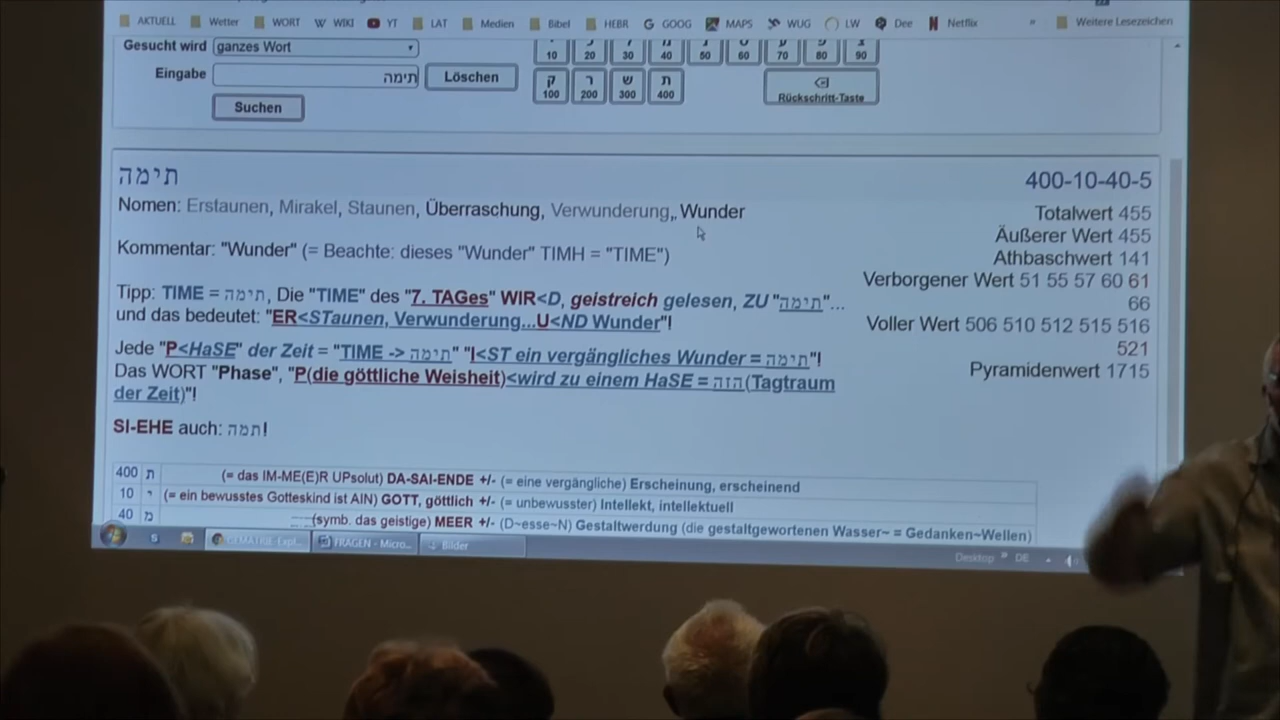 AKTUELL Wetter WORT W WIKI YT LAT Medien Bibel HEBR G GOOG MAPS WUG LW Dee Netflix » Weitere Lesezeichen
Gesucht wird ganzes Wort
10 20 30 40 50 60 70 80 90
Eingabe תימה Löschen
ק ר ש ת
100 200 300 400 Rückschritt-Taste
Suchen
תימה 400-10-40-5
Nomen: Erstaunen, Mirakel, Staunen, Überraschung, Verwunderung,, Wunder
Totalwert 455
Äußerer Wert 455
Kommentar: "Wunder" (= Beachte: dieses "Wunder" TIMH = "TIME")
Athbaschwert 141
Verborgener Wert 51 55 57 60 61
66
Tipp: TIME = תימה, Die "TIME" des "7. TAGes" WIR<D, geistreich gelesen, ZU "תימה"...
und das bedeutet: "ER<STaunen, Verwunderung...U<ND Wunder"!
Voller Wert 506 510 512 515 516
521
Jede "P<HaSE" der Zeit = "TIME -> תימה" "I<ST ein vergängliches Wunder = תימה"!
Das WORT "Phase", "P(die göttliche Weisheit)<wird zu einem HaSE = הזה(Tagtraum
der Zeit)"!
Pyramidenwert 1715
SI-EHE auch: תמה!
400 ת (= das IM-ME(E)R UPsolut) DA-SAI-ENDE +/- (= eine vergängliche) Erscheinung, erscheinend
10 י (= ein bewusstes Gotteskind ist AIN) GOTT, göttlich +/- (= unbewusster) Intellekt, intellektuell
40 מ (symb. das geistige) MEER +/- (D~esse~N) Gestaltwerdung (die gestaltgewortenen Wasser~ = Gedanken~Wellen)
FRAGEN - Micro... Bilder Desktop » DE